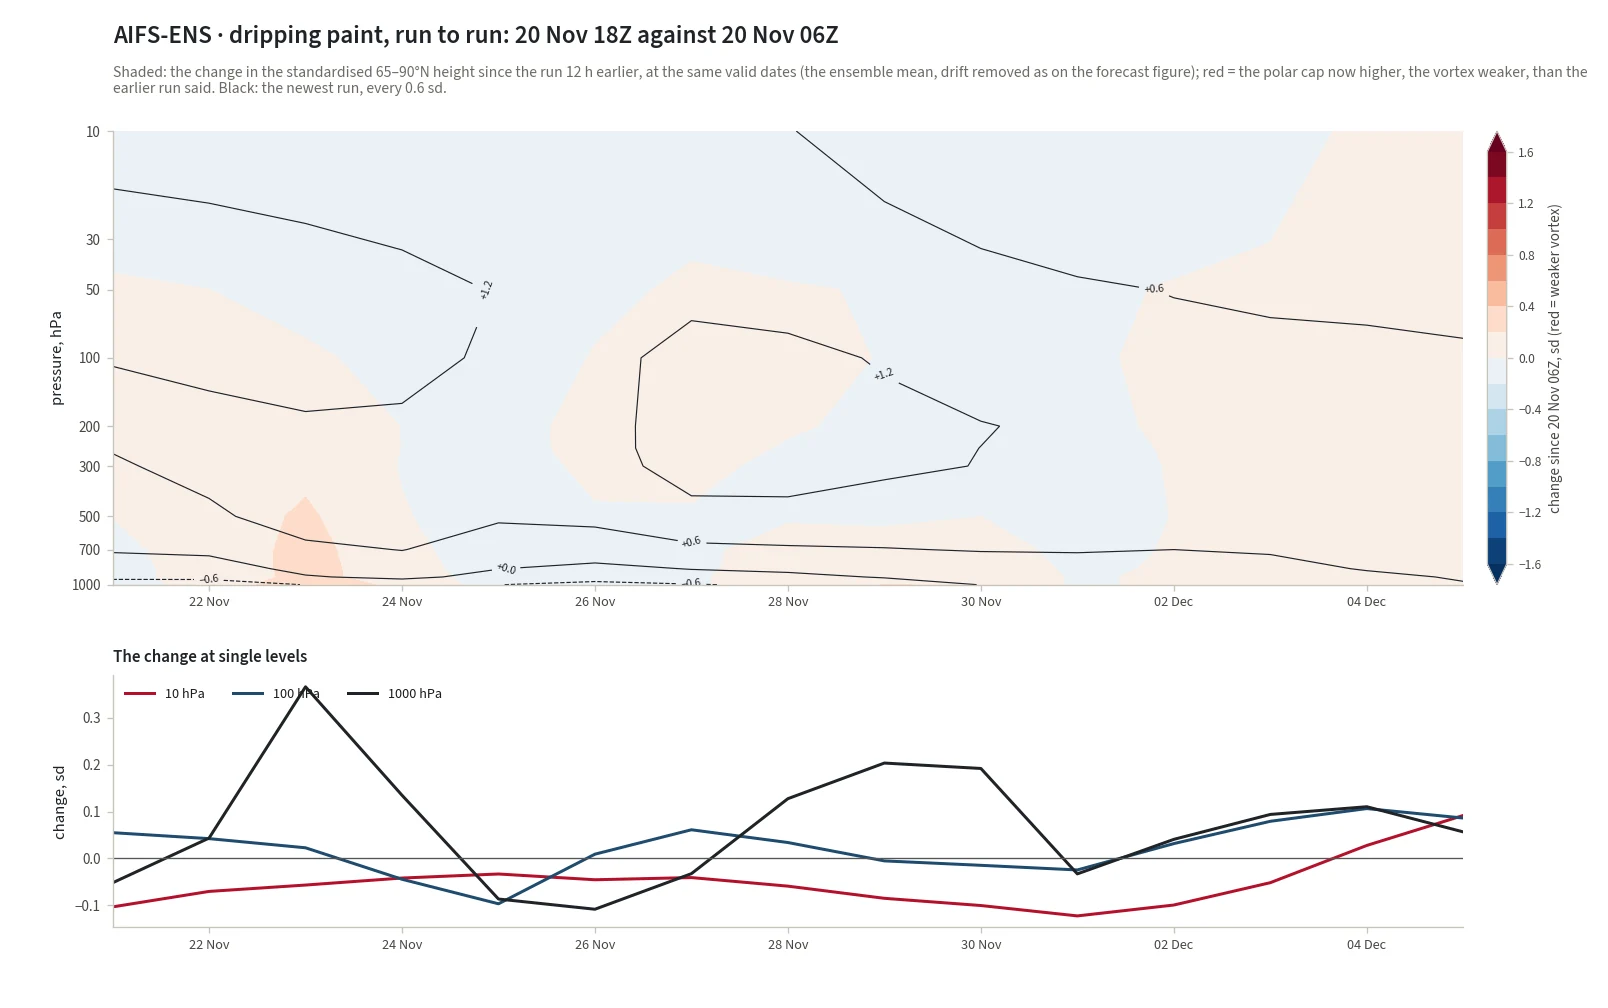 AIFS-ENS · dripping paint, run to run: 20 Nov 18Z against 20 Nov 06Z
Shaded: the change in the standardised 65–90°N height since the run 12 h earlier, at the same valid dates (the ensemble mean, drift removed as on the forecast figure); red = the polar cap now higher, the vortex weaker, than the
earlier run said. Black: the newest run, every 0.6 sd.
pressure, hPa
10
30
50
100
200
300
500
700
1000
+1.2
+1.2
+0.6
+0.6
+0.0
−0.6
−0.6
22 Nov
24 Nov
26 Nov
28 Nov
30 Nov
02 Dec
04 Dec
1.6
1.2
0.8
0.4
0.0
−0.4
−0.8
−1.2
−1.6
change since 20 Nov 06Z, sd (red = weaker vortex)
The change at single levels
10 hPa
100 hPa
1000 hPa
change, sd
0.3
0.2
0.1
0.0
−0.1
22 Nov
24 Nov
26 Nov
28 Nov
30 Nov
02 Dec
04 Dec